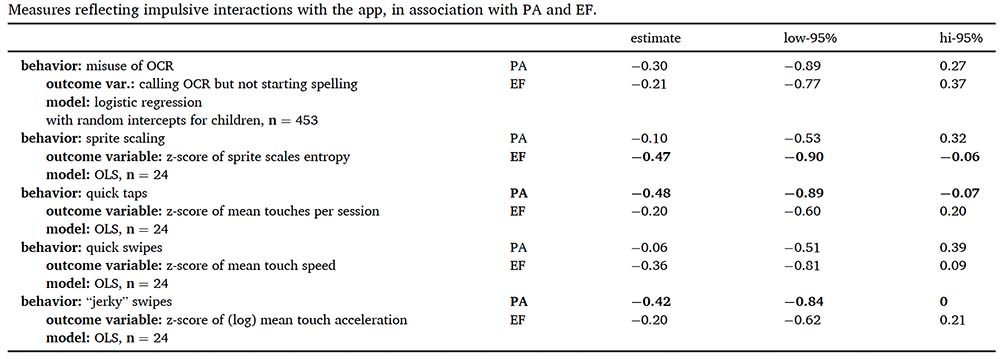 Measures reflecting impulsive interactions with the app, in association with PA and EF.
estimate low-95% hi-95%
behavior: misuse of OCR PA −0.30 −0.89 0.27
outcome var.: calling OCR but not starting spelling EF −0.21 −0.77 0.37
model: logistic regression
with random intercepts for children, n = 453
behavior: sprite scaling PA −0.10 −0.53 0.32
outcome variable: z-score of sprite scales entropy EF −0.47 −0.90 −0.06
model: OLS, n = 24
behavior: quick taps PA −0.48 −0.89 −0.07
outcome variable: z-score of mean touches per session EF −0.20 −0.60 0.20
model: OLS, n = 24
behavior: quick swipes PA −0.06 −0.51 0.39
outcome variable: z-score of mean touch speed EF −0.36 −0.81 0.09
model: OLS, n = 24
behavior: “jerky” swipes PA −0.42 −0.84 0
outcome variable: z-score of (log) mean touch acceleration EF −0.20 −0.62 0.21
model: OLS, n = 24